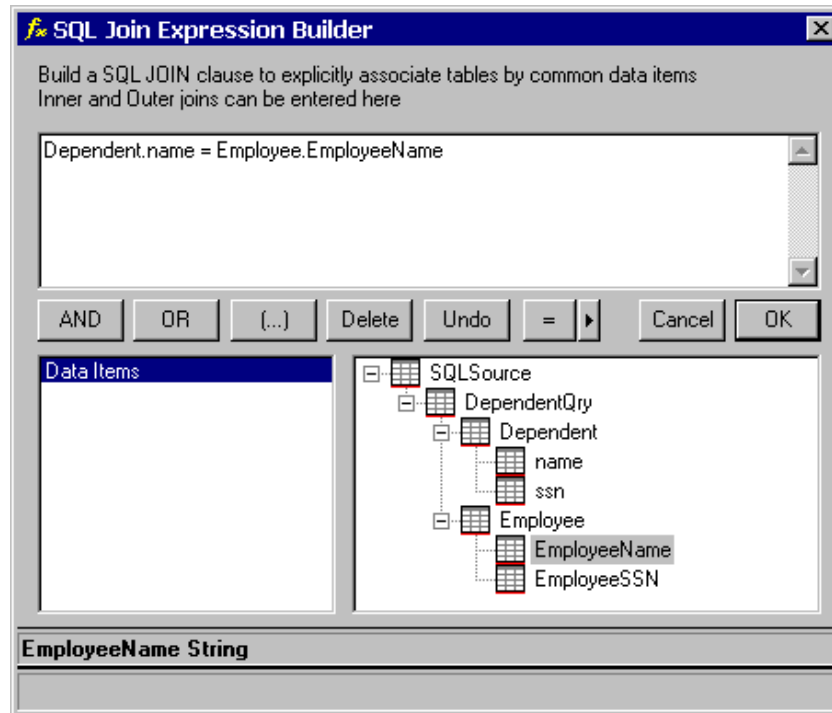 SQL Join Expression Builder
Build a SQL JOIN clause to explicitly associate tables by common data items
Inner and Outer joins can be entered here
Dependent.name = Employee.EmployeeName
AND OR (...) Delete Undo = Cancel OK
Data Items
SQLSource
DependentQry
Dependent
name
ssn
Employee
EmployeeName
EmployeeSSN
EmployeeName String